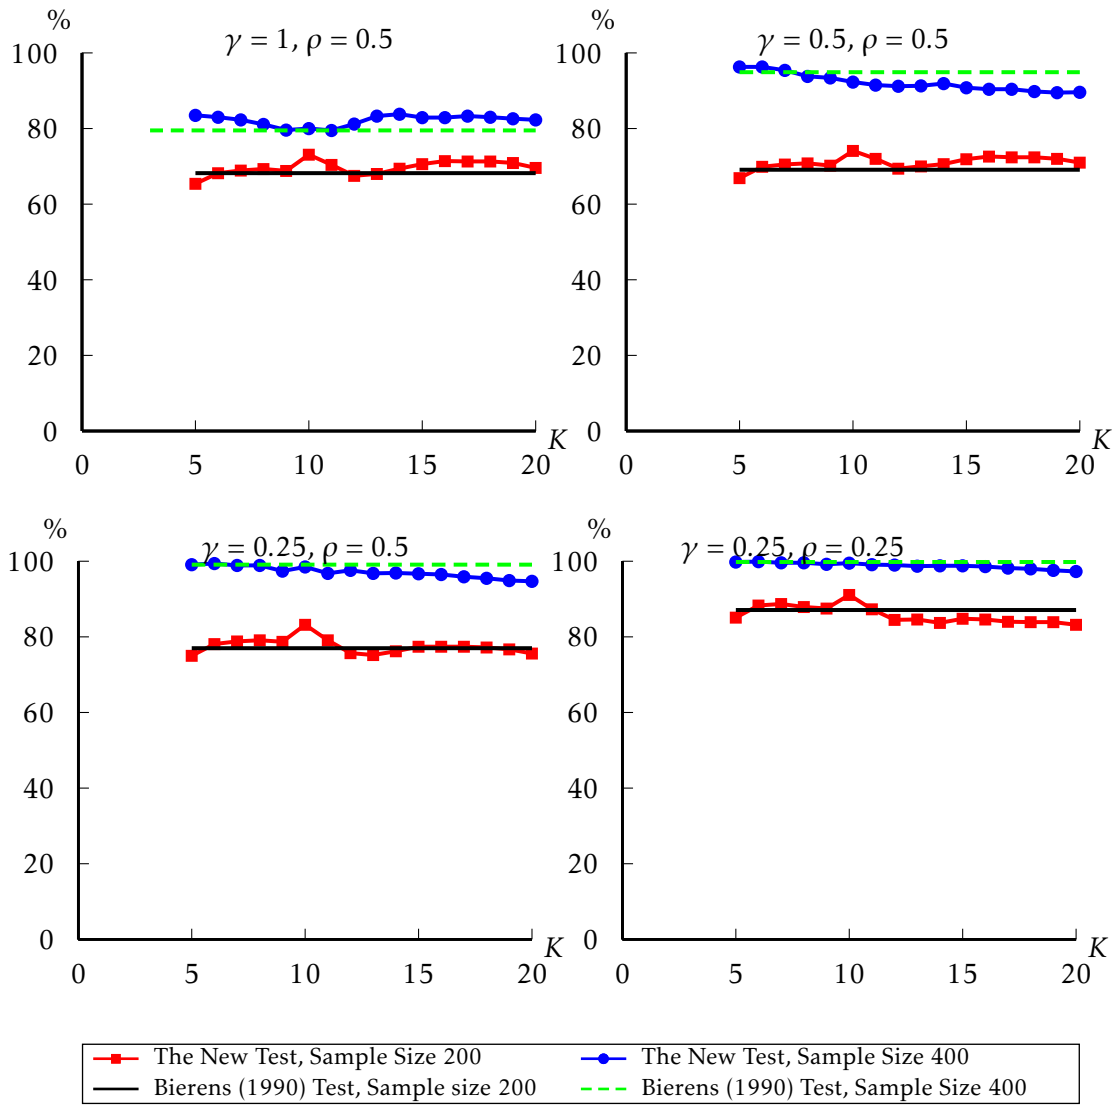 %
γ = 1, ρ = 0.5
100
80
60
40
20
0
0 5 10 15 20
K
%
γ = 0.5, ρ = 0.5
100
80
60
40
20
0
0 5 10 15 20
K
%
γ = 0.25, ρ = 0.5
100
80
60
40
20
0
0 5 10 15 20
K
%
γ = 0.25, ρ = 0.25
100
80
60
40
20
0
0 5 10 15 20
K
The New Test, Sample Size 200
The New Test, Sample Size 400
Bierens (1990) Test, Sample size 200
Bierens (1990) Test, Sample Size 400